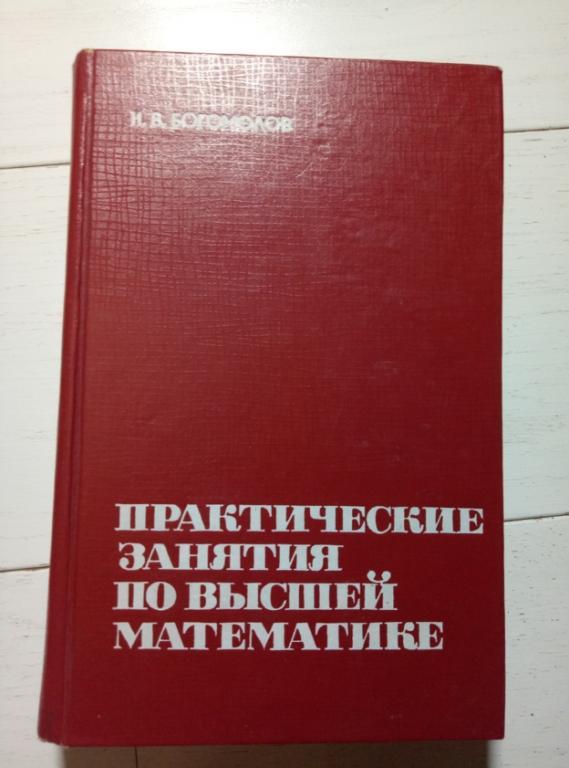 Н. В. БОГОМОЛОВ
ПРАКТИЧЕСКИЕ
ЗАНЯТИЯ
ПО ВЫСШЕЙ
МАТЕМАТИКЕ